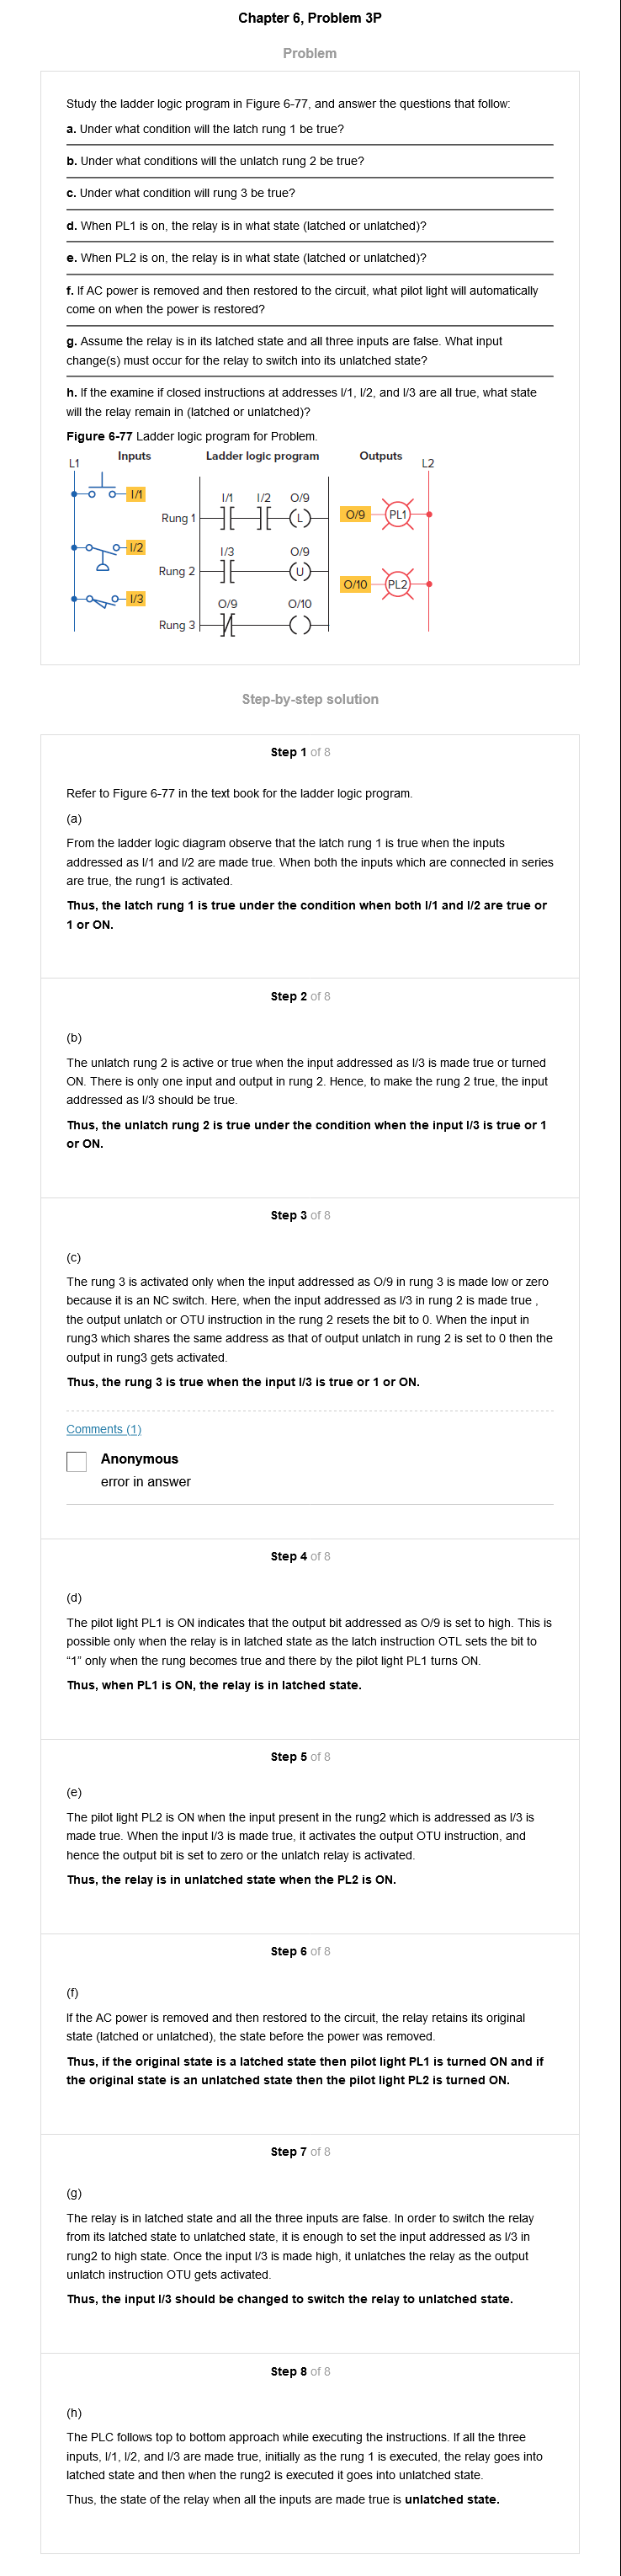 Chapter 6, Problem 3P
Problem
Study the ladder logic program in Figure 6-77, and answer the questions that follow:
a. Under what condition will the latch rung 1 be true?
b. Under what conditions will the unlatch rung 2 be true?
c. Under what condition will rung 3 be true?
d. When PL1 is on, the relay is in what state (latched or unlatched)?
e. When PL2 is on, the relay is in what state (latched or unlatched)?
f. If AC power is removed and then restored to the circuit, what pilot light will automatically
come on when the power is restored?
g. Assume the relay is in its latched state and all three inputs are false. What input
change(s) must occur for the relay to switch into its unlatched state?
h. If the examine if closed instructions at addresses I/1, I/2, and I/3 are all true, what state
will the relay remain in (latched or unlatched)?
Figure 6-77 Ladder logic program for Problem.
Inputs Ladder logic program Outputs
L1 L2
I/1 I/1 I/2 O/9
Rung 1 L O/9 PL1
I/2 I/3 O/9
Rung 2 U O/10 PL2
I/3 O/9 O/10
Rung 3
Step-by-step solution
Step 1 of 8
Refer to Figure 6-77 in the text book for the ladder logic program.
(a)
From the ladder logic diagram observe that the latch rung 1 is true when the inputs
addressed as I/1 and I/2 are made true. When both the inputs which are connected in series
are true, the rung1 is activated.
Thus, the latch rung 1 is true under the condition when both I/1 and I/2 are true or
1 or ON.
Step 2 of 8
(b)
The unlatch rung 2 is active or true when the input addressed as I/3 is made true or turned
ON. There is only one input and output in rung 2. Hence, to make the rung 2 true, the input
addressed as I/3 should be true.
Thus, the unlatch rung 2 is true under the condition when the input I/3 is true or 1
or ON.
Step 3 of 8
(c)
The rung 3 is activated only when the input addressed as O/9 in rung 3 is made low or zero
because it is an NC switch. Here, when the input addressed as I/3 in rung 2 is made true ,
the output unlatch or OTU instruction in the rung 2 resets the bit to 0. When the input in
rung3 which shares the same address as that of output unlatch in rung 2 is set to 0 then the
output in rung3 gets activated.
Thus, the rung 3 is true when the input I/3 is true or 1 or ON.
Comments (1)
Anonymous
error in answer
Step 4 of 8
(d)
The pilot light PL1 is ON indicates that the output bit addressed as O/9 is set to high. This is
possible only when the relay is in latched state as the latch instruction OTL sets the bit to
“1” only when the rung becomes true and there by the pilot light PL1 turns ON.
Thus, when PL1 is ON, the relay is in latched state.
Step 5 of 8
(e)
The pilot light PL2 is ON when the input present in the rung2 which is addressed as I/3 is
made true. When the input I/3 is made true, it activates the output OTU instruction, and
hence the output bit is set to zero or the unlatch relay is activated.
Thus, the relay is in unlatched state when the PL2 is ON.
Step 6 of 8
(f)
If the AC power is removed and then restored to the circuit, the relay retains its original
state (latched or unlatched), the state before the power was removed.
Thus, if the original state is a latched state then pilot light PL1 is turned ON and if
the original state is an unlatched state then the pilot light PL2 is turned ON.
Step 7 of 8
(g)
The relay is in latched state and all the three inputs are false. In order to switch the relay
from its latched state to unlatched state, it is enough to set the input addressed as I/3 in
rung2 to high state. Once the input I/3 is made high, it unlatches the relay as the output
unlatch instruction OTU gets activated.
Thus, the input I/3 should be changed to switch the relay to unlatched state.
Step 8 of 8
(h)
The PLC follows top to bottom approach while executing the instructions. If all the three
inputs, I/1, I/2, and I/3 are made true, initially as the rung 1 is executed, the relay goes into
latched state and then when the rung2 is executed it goes into unlatched state.
Thus, the state of the relay when all the inputs are made true is unlatched state.